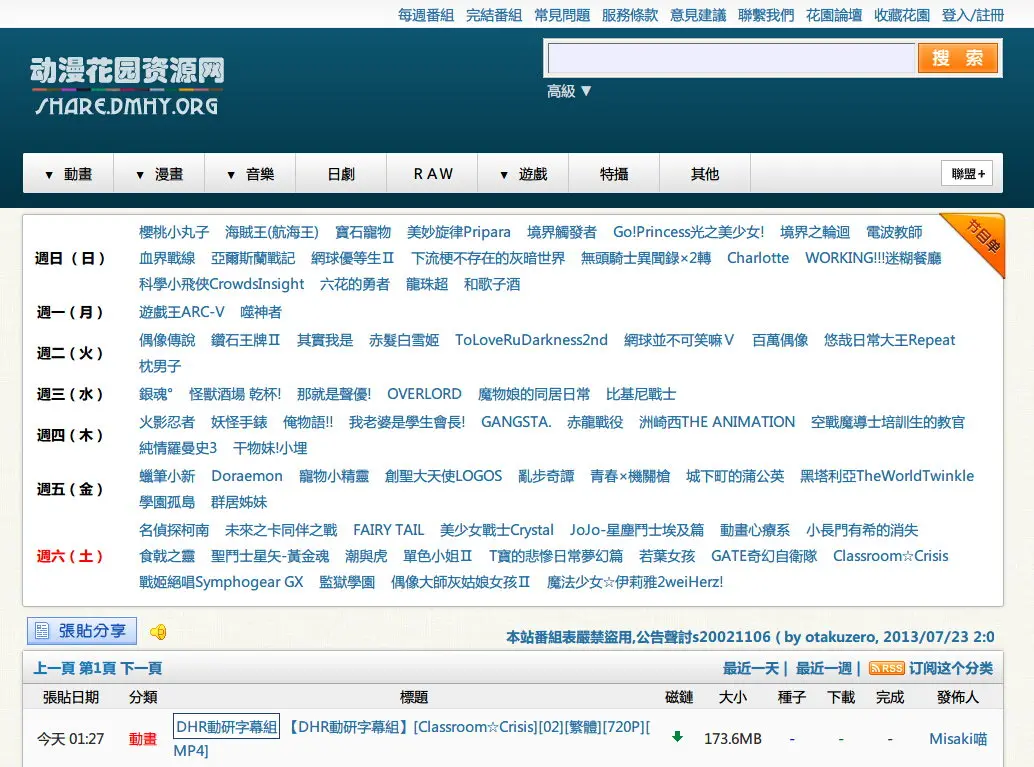 每週番組 完結番組 常見問題 服務條款 意見建議 聯繫我們 花園論壇 收藏花園 登入/註冊
动漫花园资源网
SHARE.DMHY.ORG
搜 索
高級 ▼
▼ 動畫 ▼ 漫畫 ▼ 音樂 日劇 RAW ▼ 遊戲 特攝 其他 聯盟+
节目单
櫻桃小丸子 海賊王(航海王) 寶石寵物 美妙旋律Pripara 境界觸發者 Go!Princess光之美少女! 境界之輪迴 電波教師
週日 (日) 血界戰線 亞爾斯蘭戰記 網球優等生Ⅱ 下流梗不存在的灰暗世界 無頭騎士異聞錄×2轉 Charlotte WORKING!!!迷糊餐廳
科學小飛俠CrowdsInsight 六花的勇者 龍珠超 和歌子酒
週一 (月) 遊戲王ARC-V 噬神者
週二 (火) 偶像傳說 鑽石王牌Ⅱ 其實我是 赤髮白雪姬 ToLoveRuDarkness2nd 網球並不可笑嘛Ⅴ 百萬偶像 悠哉日常大王Repeat
枕男子
週三 (水) 銀魂° 怪獸酒場 乾杯! 那就是聲優! OVERLORD 魔物娘的同居日常 比基尼戰士
週四 (木) 火影忍者 妖怪手錶 俺物語!! 我老婆是學生會長! GANGSTA. 赤龍戰役 洲崎西THE ANIMATION 空戰魔導士培訓生的教官
純情羅曼史3 干物妹!小埋
週五 (金) 蠟筆小新 Doraemon 寵物小精靈 創聖大天使LOGOS 亂步奇譚 青春×機關槍 城下町的蒲公英 黑塔利亞TheWorldTwinkle
學園孤島 群居姊妹
名偵探柯南 未來之卡同伴之戰 FAIRY TAIL 美少女戰士Crystal JoJo-星塵鬥士埃及篇 動畫心療系 小長門有希的消失
週六 (土) 食戟之靈 聖鬥士星矢-黃金魂 潮與虎 單色小姐Ⅱ T寶的悲慘日常夢幻篇 若葉女孩 GATE奇幻自衛隊 Classroom☆Crisis
戰姬絕唱Symphogear GX 監獄學園 偶像大師灰姑娘女孩Ⅱ 魔法少女☆伊莉雅2weiHerz!
張貼分享
本站番組表嚴禁盜用,公告聲討s20021106 ( by otakuzero, 2013/07/23 2:0
上一頁 第1頁 下一頁 最近一天 | 最近一週 | RSS 订阅这个分类
張貼日期 分類 標題 磁鏈 大小 種子 下載 完成 發佈人
今天 01:27 動畫 DHR動研字幕組 【DHR動研字幕組】[Classroom☆Crisis][02][繁體][720P][ 173.6MB - - - Misaki喵
MP4]